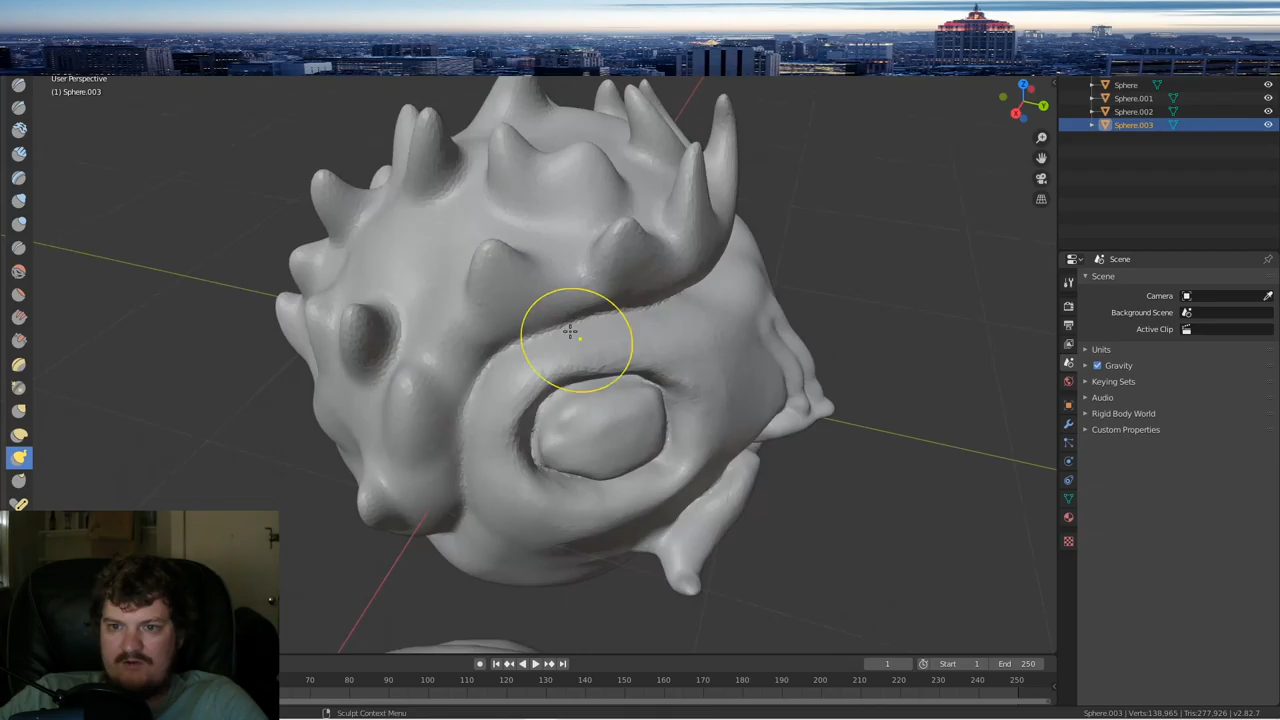 User Perspective
(1) Sphere.003
Sphere
Sphere.001
Sphere.002
Sphere.003
Z
Y
X
Scene
Scene
Camera
Background Scene
Active Clip
Units
Gravity
Keying Sets
Audio
Rigid Body World
Custom Properties
1
Start 1
End 250
70 80 90 100 110 120 130 140 150 160 170 180 190 200 210 220 230 240 250
Sculpt Context Menu
Sphere.003 | Verts:138,965 | Tris:277,926 | v2.82.7